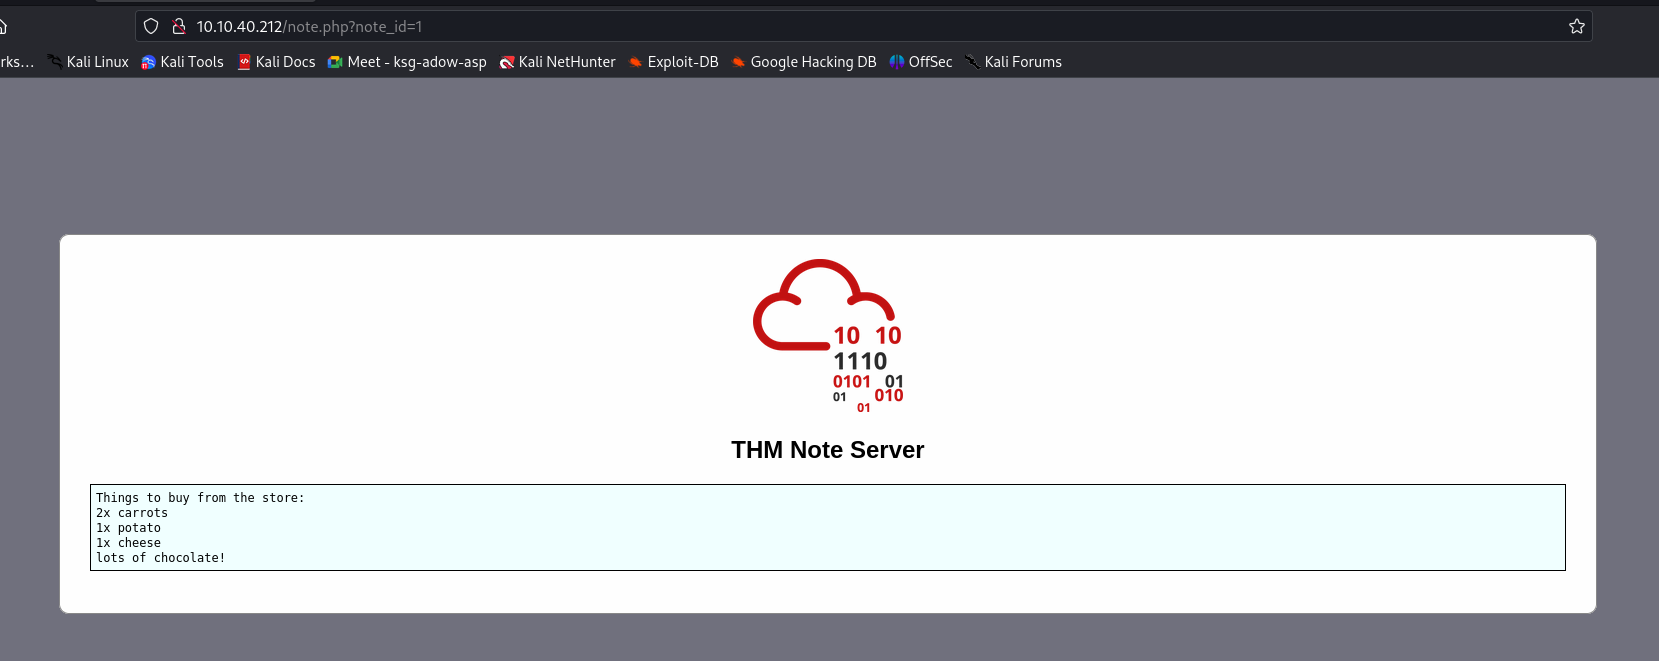 10.10.40.212/note.php?note_id=1
rks…
Kali Linux
Kali Tools
Kali Docs
Meet - ksg-adow-asp
Kali NetHunter
Exploit-DB
Google Hacking DB
OffSec
Kali Forums
10 10
1110
0101 01
01 010
01
THM Note Server
Things to buy from the store:
2x carrots
1x potato
1x cheese
lots of chocolate!